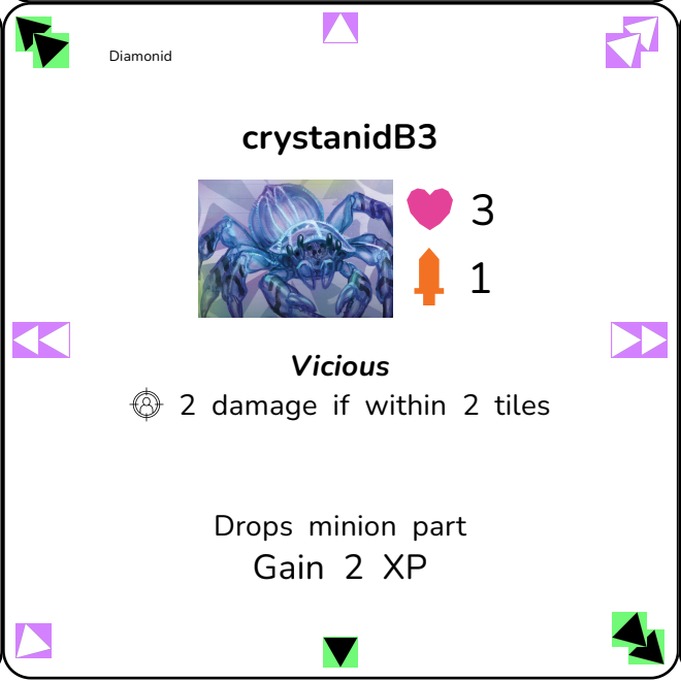 Diamonid
crystanidB3
3
1
Vicious
2 damage if within 2 tiles
Drops minion part
Gain 2 XP